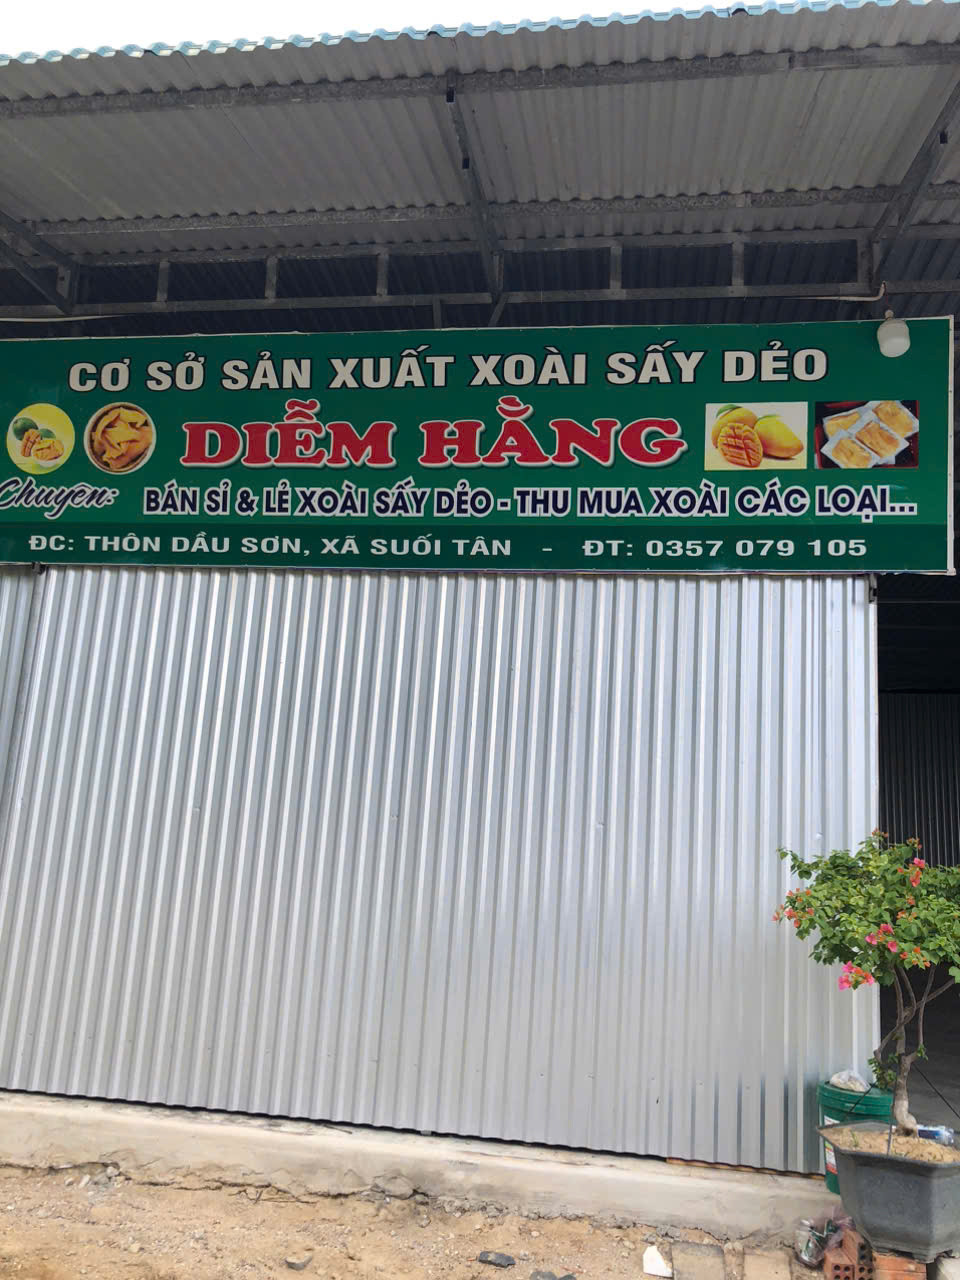 CƠ SỞ SẢN XUẤT XOÀI SẤY DẺO
DIỄM HẰNG
Chuyên: BÁN SỈ & LẺ XOÀI SẤY DẺO - THU MUA XOÀI CÁC LOẠI...
ĐC: THÔN DẦU SƠN, XÃ SUỐI TÂN - ĐT: 0357 079 105